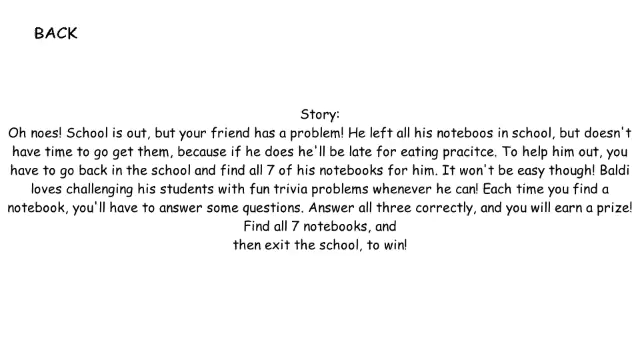 BACK
Story:
Oh noes! School is out, but your friend has a problem! He left all his noteboos in school, but doesn't
have time to go get them, because if he does he'll be late for eating pracitce. To help him out, you
have to go back in the school and find all 7 of his notebooks for him. It won't be easy though! Baldi
loves challenging his students with fun trivia problems whenever he can! Each time you find a
notebook, you'll have to answer some questions. Answer all three correctly, and you will earn a prize!
Find all 7 notebooks, and
then exit the school, to win!